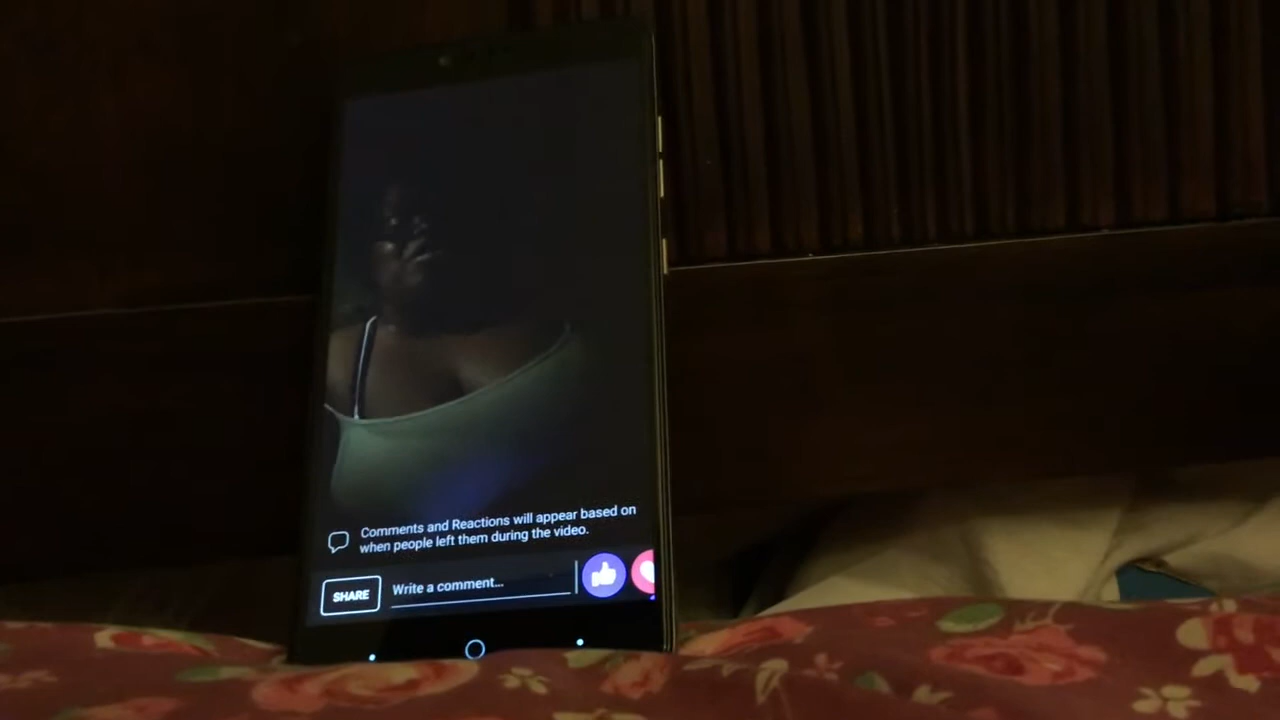 Comments and Reactions will appear based on
when people left them during the video.
SHARE
Write a comment...